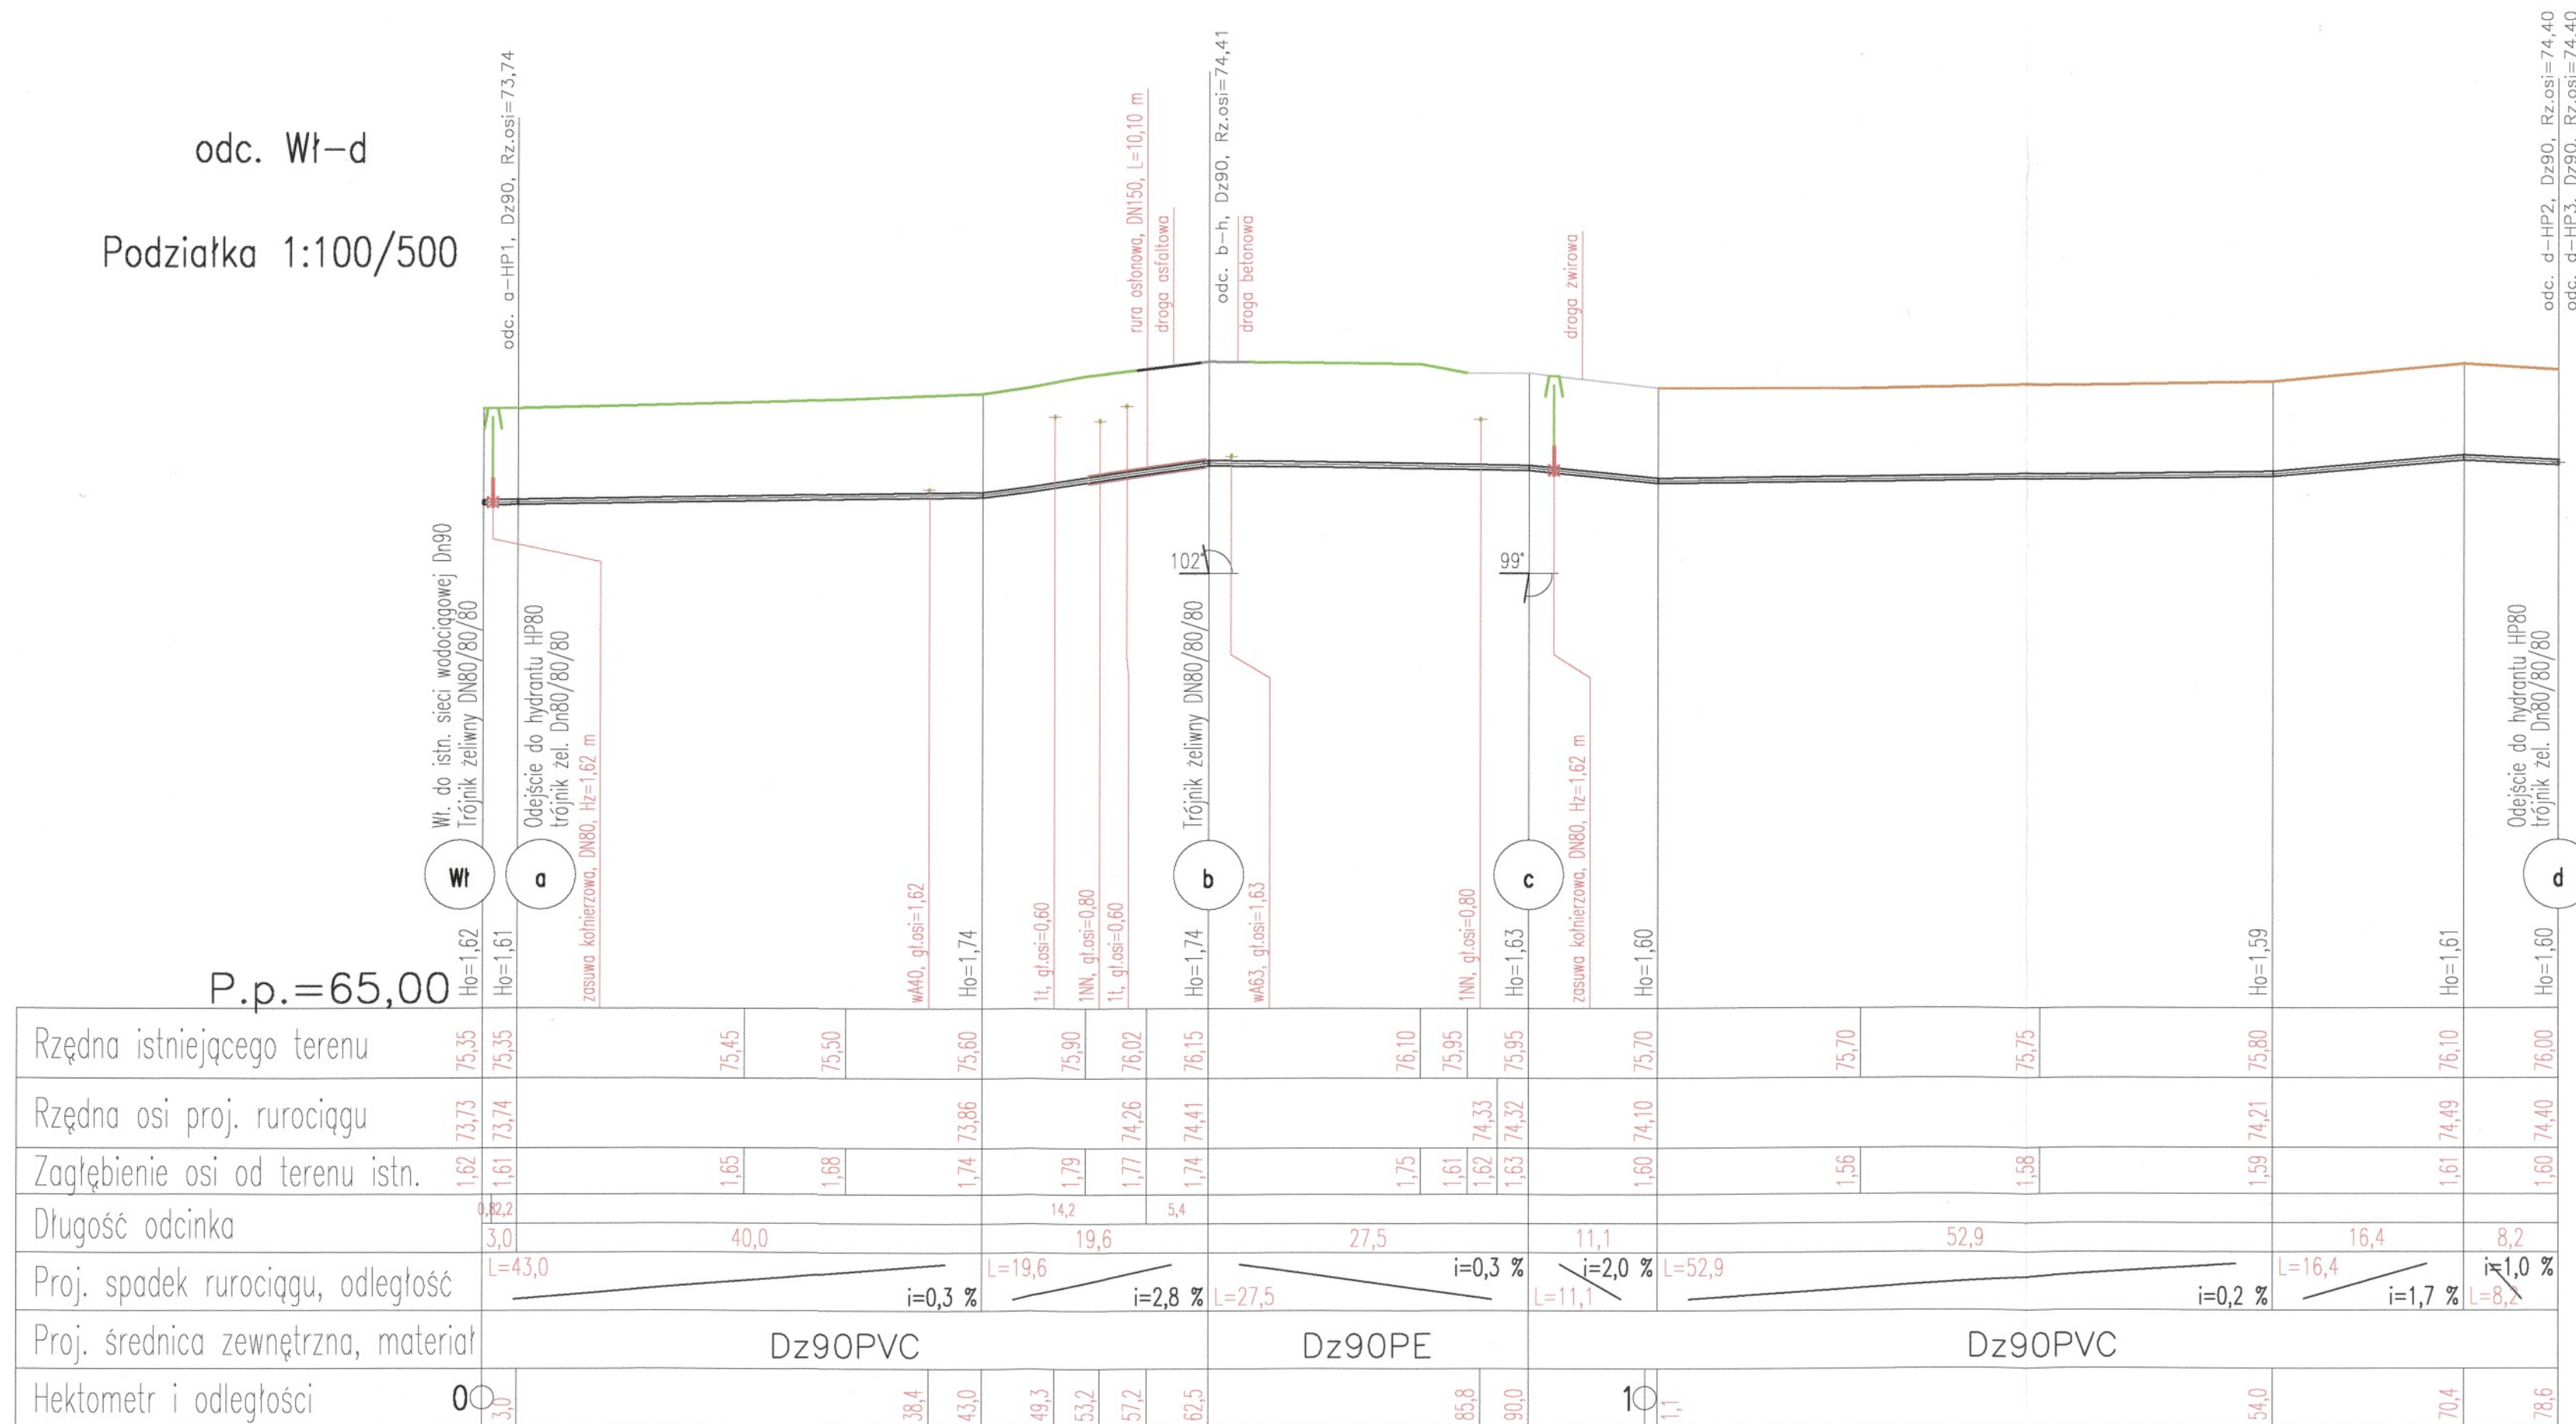 odc. Wł-d
Podziałka 1:100/500
odc. a-HP1, Dz90, Rz.osi=73,74
rura osłonowa, DN150, L=10,10 m
droga asfaltowa
odc. b-h, Dz90, Rz.osi=74,41
droga betonowa
droga żwirowa
odc. d-HP2, Dz90, Rz.osi=74,40
odc. d-HP3, Dz90, Rz.osi=74,40
102°
99°
Wł. do istn. sieci wodociągowej Dn90
Trójnik żeliwny DN80/80/80
Odejście do hydrantu HP80
trójnik żel. Dn80/80/80
zasuwa kołnierzowa, DN80, Hz=1,62 m
wA40, gł.osi=1,62
1t, gł.osi=0,60
1NN, gł.osi=0,80
1t, gł.osi=0,60
Trójnik żeliwny DN80/80/80
wA63, gł.osi=1,63
1NN, gł.osi=0,80
zasuwa kołnierzowa, DN80, Hz=1,62 m
Odejście do hydrantu HP80
trójnik żel. Dn80/80/80
Wł a b c d
Ho=1,62 Ho=1,61 Ho=1,74 Ho=1,74 Ho=1,63 Ho=1,60 Ho=1,59 Ho=1,61 Ho=1,60
P.p.=65,00
Rzędna istniejącego terenu 75,35 75,35 75,45 75,50 75,60 75,90 76,02 76,15 76,10 75,95 75,95 75,70 75,70 75,75 75,80 76,10 76,00
Rzędna osi proj. rurociągu 73,73 73,74 73,86 74,26 74,41 74,33 74,32 74,10 74,21 74,49 74,40
Zagłębienie osi od terenu istn. 1,62 1,61 1,65 1,68 1,74 1,79 1,77 1,74 1,75 1,61 1,62 1,63 1,60 1,56 1,58 1,59 1,61 1,60
0,8 2,2 14,2 5,4
Długość odcinka 3,0 40,0 19,6 27,5 11,1 52,9 16,4 8,2
Proj. spadek rurociągu, odległość L=43,0 i=0,3 % L=19,6 i=2,8 % L=27,5 i=0,3 % L=11,1 i=2,0 % L=52,9 i=0,2 % L=16,4 i=1,7 % L=8,2 i=1,0 %
Proj. średnica zewnętrzna, materiał Dz90PVC Dz90PE Dz90PVC
Hektometr i odległości 0 3,0 38,4 43,0 49,3 53,2 57,2 62,5 85,8 90,0 1 1,1 54,0 70,4 78,6